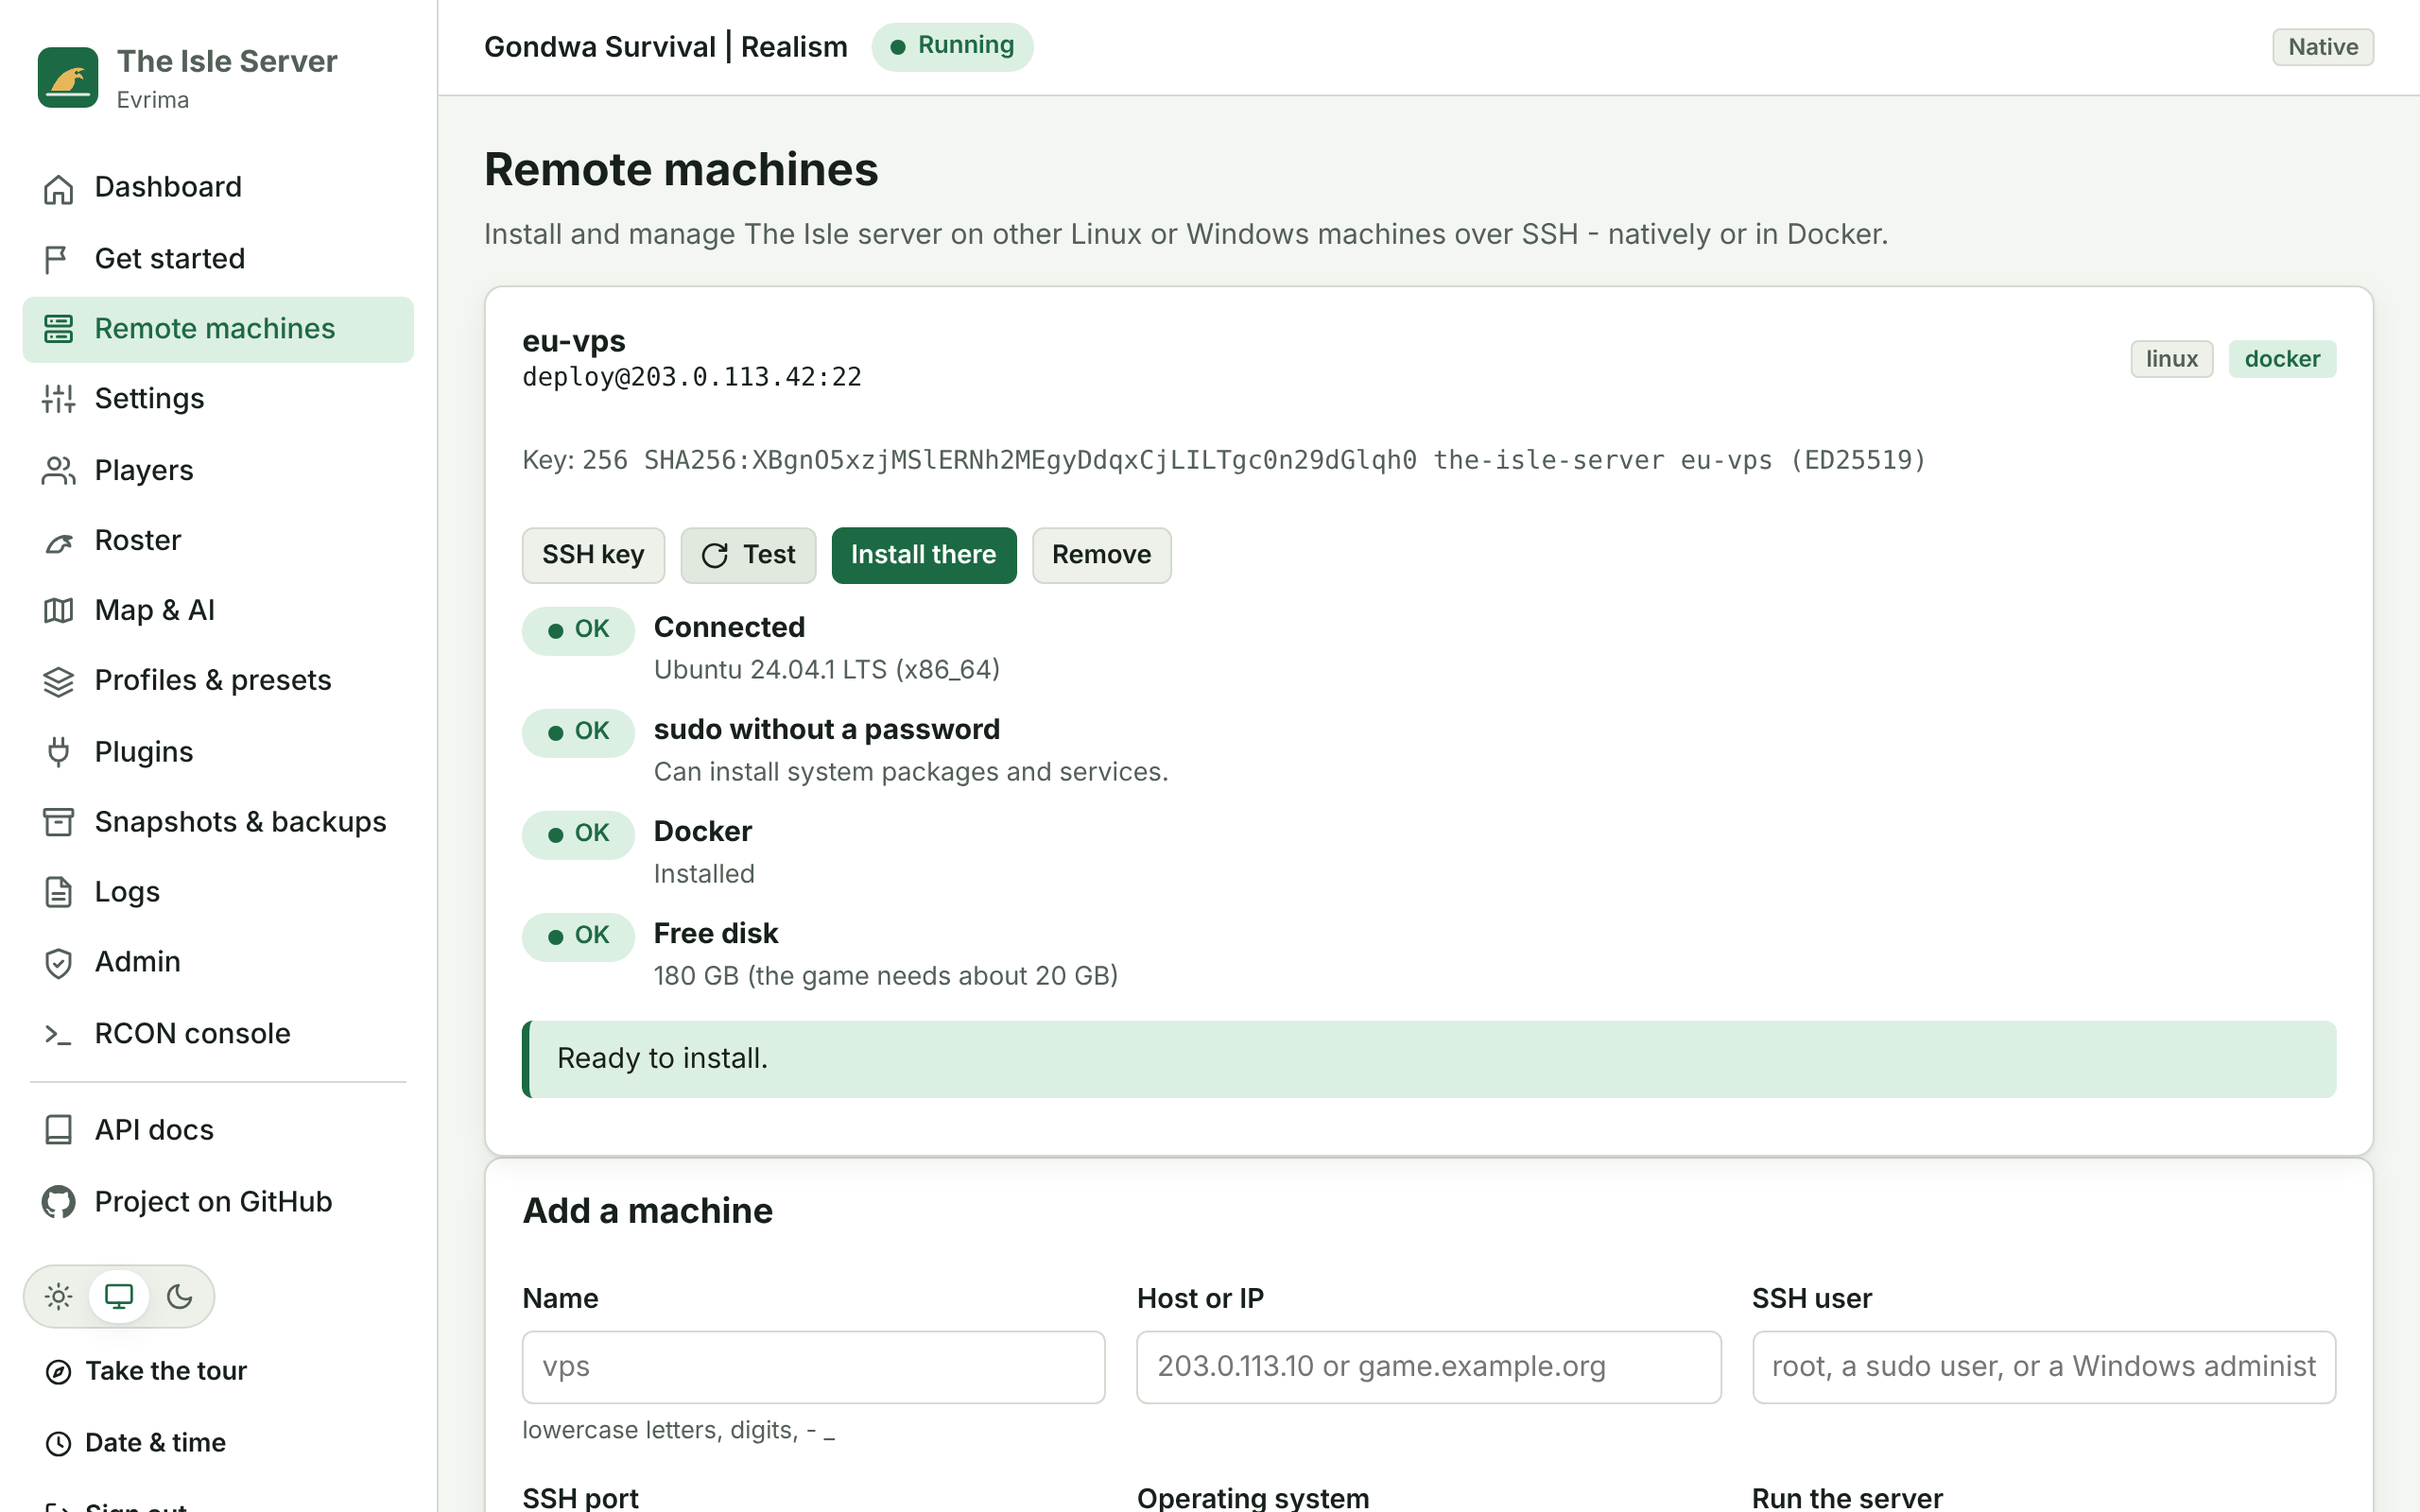 The Isle Server
Evrima
Dashboard
Get started
Remote machines
Settings
Players
Roster
Map & AI
Profiles & presets
Plugins
Snapshots & backups
Logs
Admin
RCON console
API docs
Project on GitHub
Take the tour
Date & time
Sign out
Gondwa Survival | Realism
Running
Native
Remote machines
Install and manage The Isle server on other Linux or Windows machines over SSH - natively or in Docker.
eu-vps
deploy@203.0.113.42:22
linux
docker
Key: 256 SHA256:XBgnO5xzjMSlERNh2MEgyDdqxCjLILTgc0n29dGlqh0 the-isle-server eu-vps (ED25519)
SSH key
Test
Install there
Remove
OK
Connected
Ubuntu 24.04.1 LTS (x86_64)
OK
sudo without a password
Can install system packages and services.
OK
Docker
Installed
OK
Free disk
180 GB (the game needs about 20 GB)
Ready to install.
Add a machine
Name
Host or IP
SSH user
vps
203.0.113.10 or game.example.org
root, a sudo user, or a Windows administ
lowercase letters, digits, - _
SSH port
Operating system
Run the server